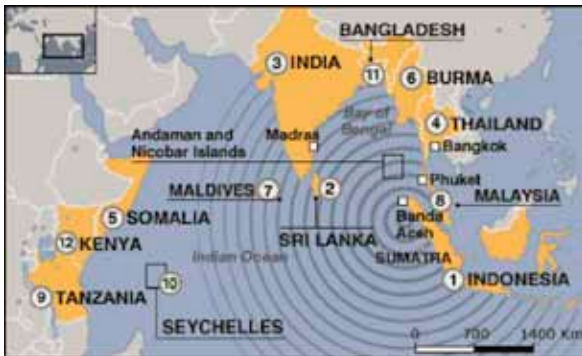 BANGLADESH
3 INDIA
11
6 BURMA
Bay of
Bengal
Andaman and
Nicobar Islands
Madras
4 THAILAND
Bangkok
Phuket
MALDIVES 7
2
8
MALAYSIA
5 SOMALIA
Banda
Aceh
12 KENYA
SRI LANKA
Indian Ocean
SUMATRA
1 INDONESIA
9 TANZANIA
10
SEYCHELLES
0 700 1400 Km